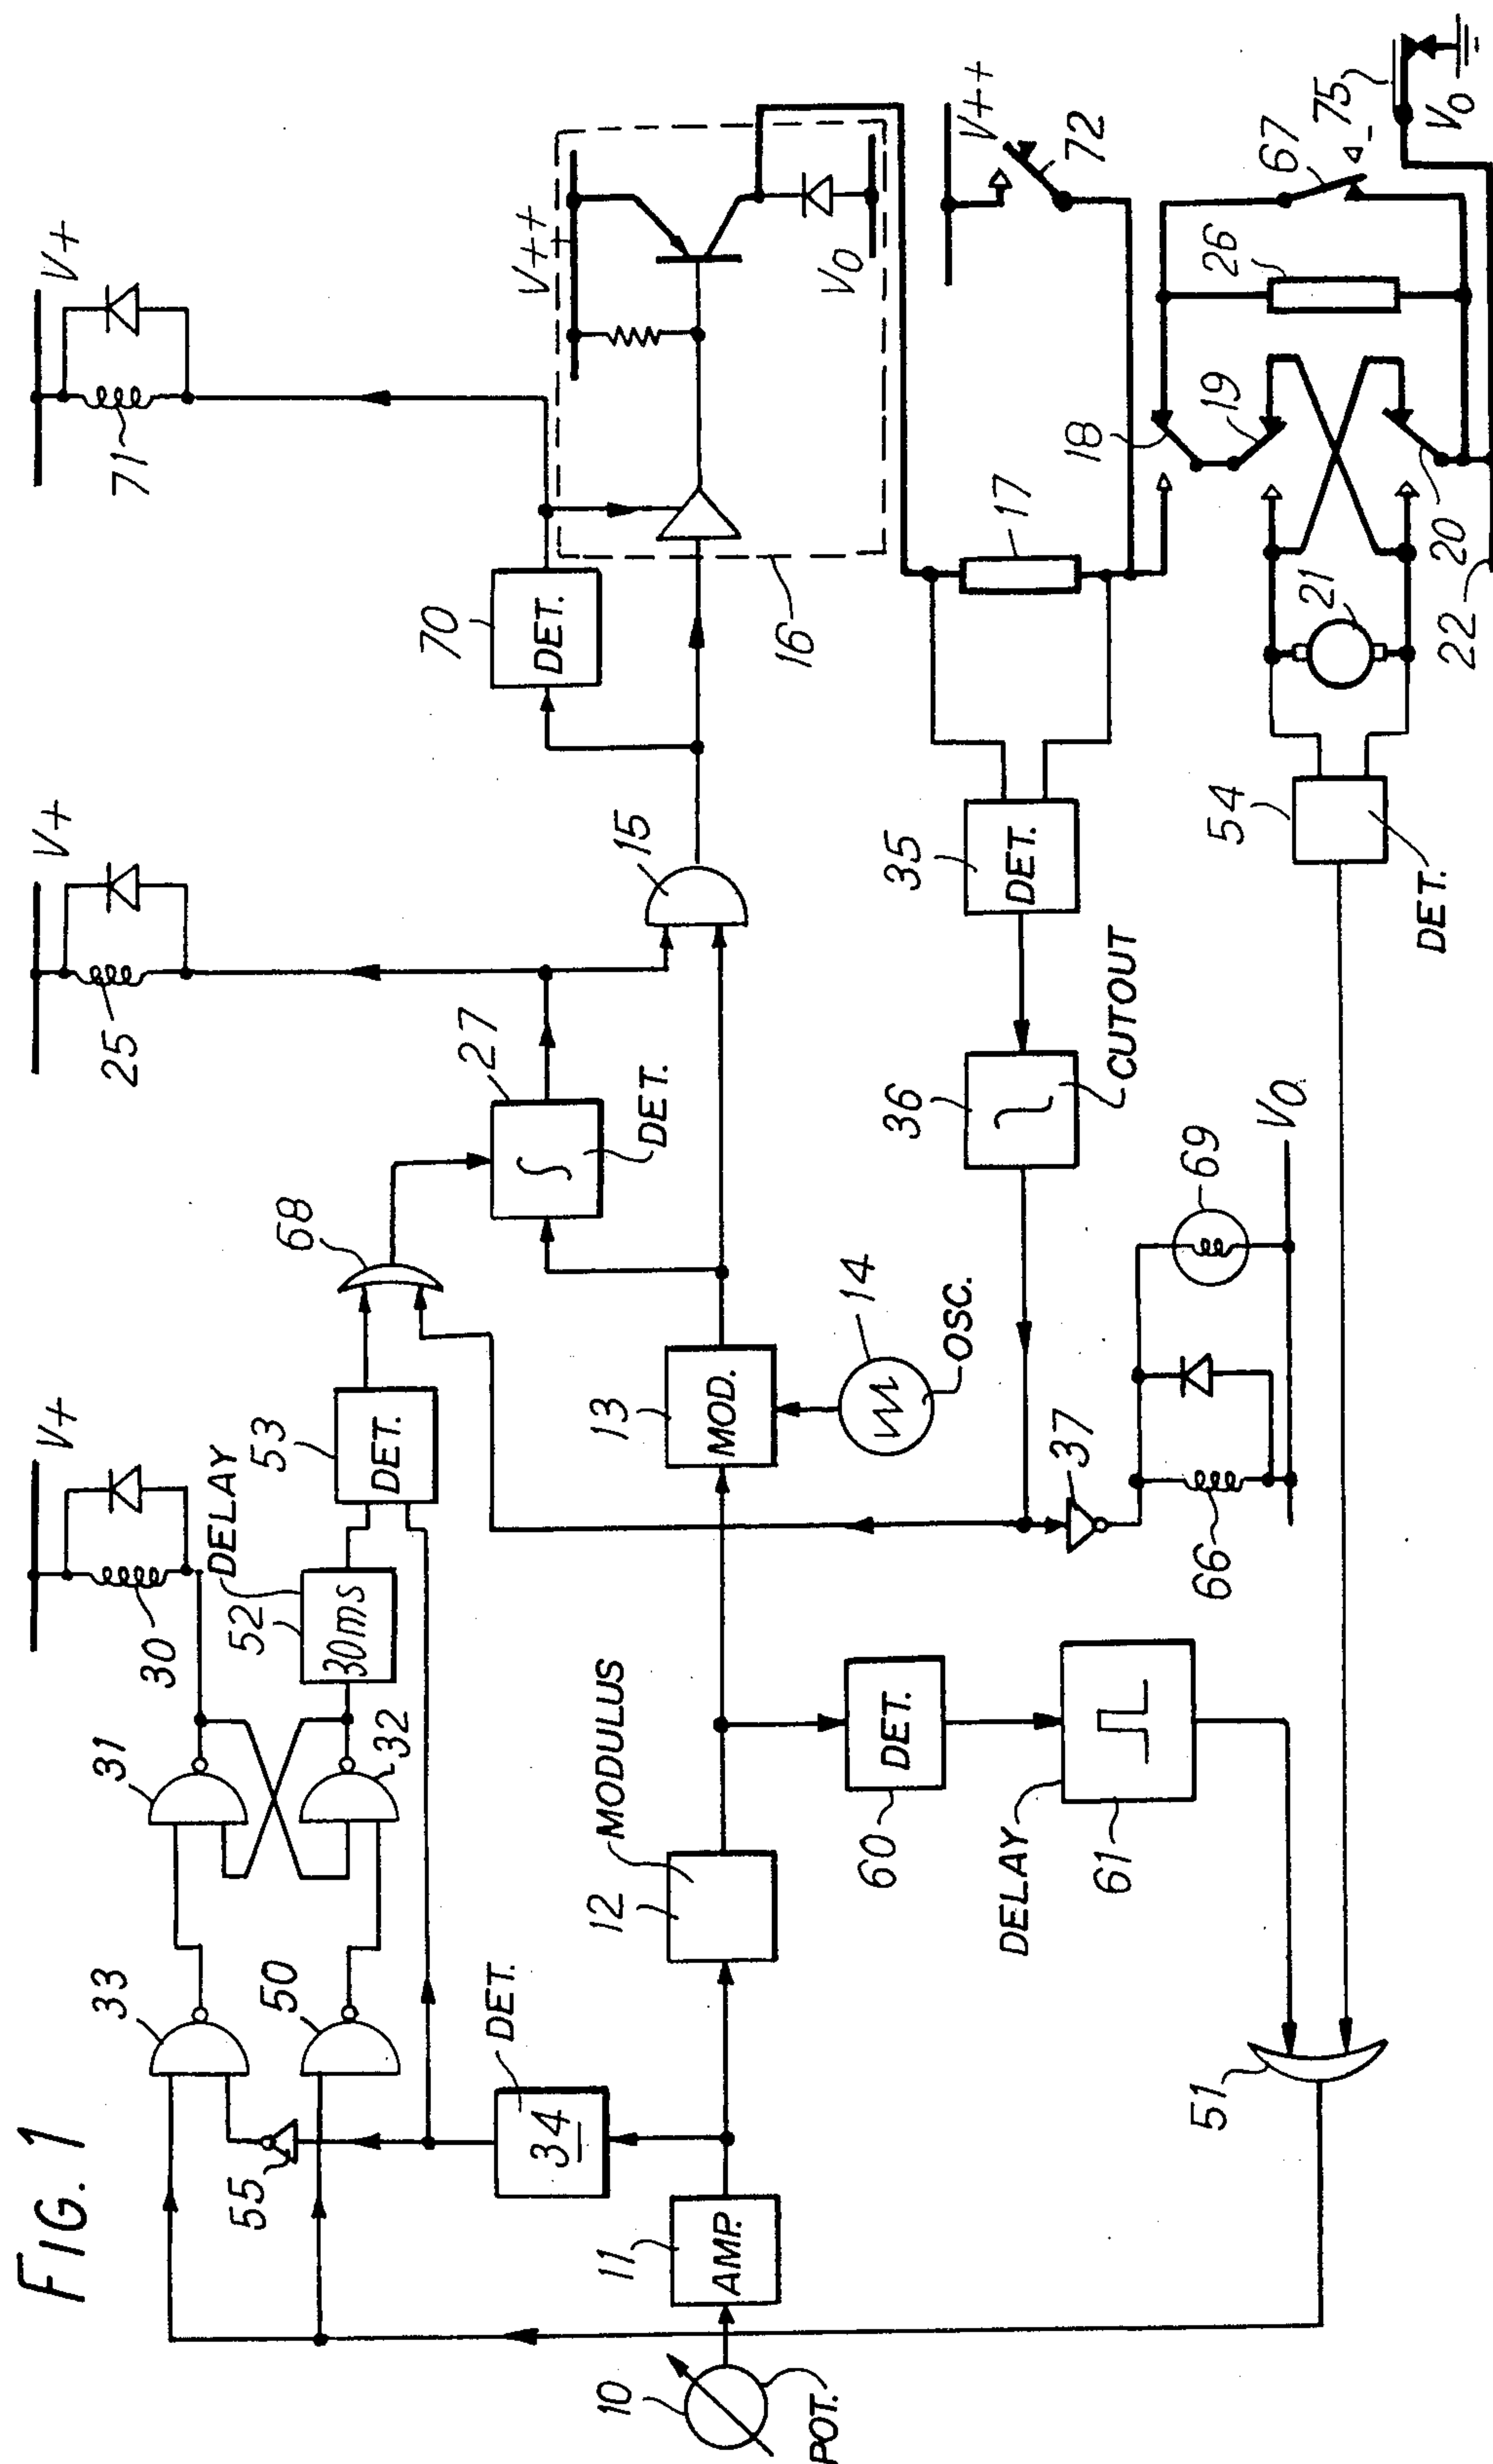 FIG. 1
V+
30
31
33
32
50
55
52
DELAY
30ms
53
DET.
68
V+
25
27
DET.
15
V+
71
70
DET.
16
V++
V0
DET.
34
10
POT.
11
AMP.
12
MODULUS
13
MOD.
14
OSC.
60
DET.
DELAY
61
51
37
66
69
V0
36
CUTOUT
35
DET.
17
V++
72
54
DET.
21
22
18
19
20
26
67
75
V0